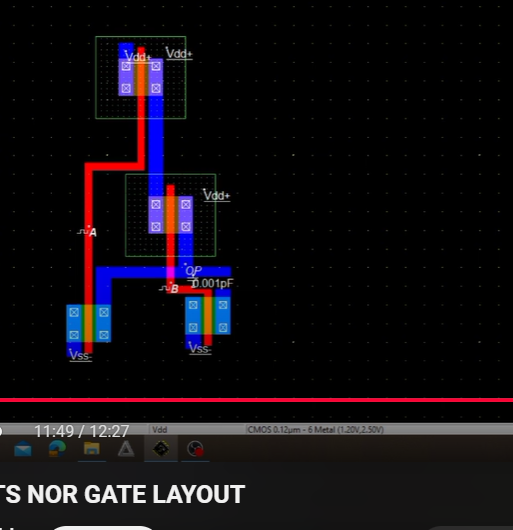 Vdd+ Vdd+
Vdd+
A
OP
0.001pF
B
Vss- Vss-
11:49 / 12:27 Vdd CMOS 0.12µm - 6 Metal (1.20V,2.50V)
TS NOR GATE LAYOUT